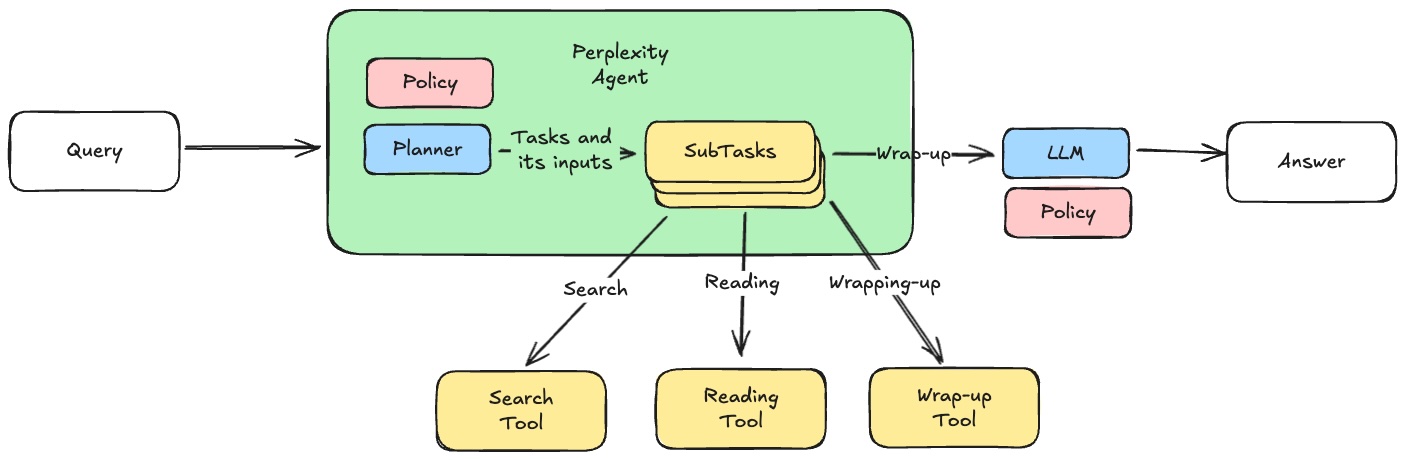 Perplexity
Agent
Policy
Query
Planner
Tasks and
its inputs
SubTasks
Wrap-up
LLM
Policy
Answer
Search
Reading
Wrapping-up
Search
Tool
Reading
Tool
Wrap-up
Tool